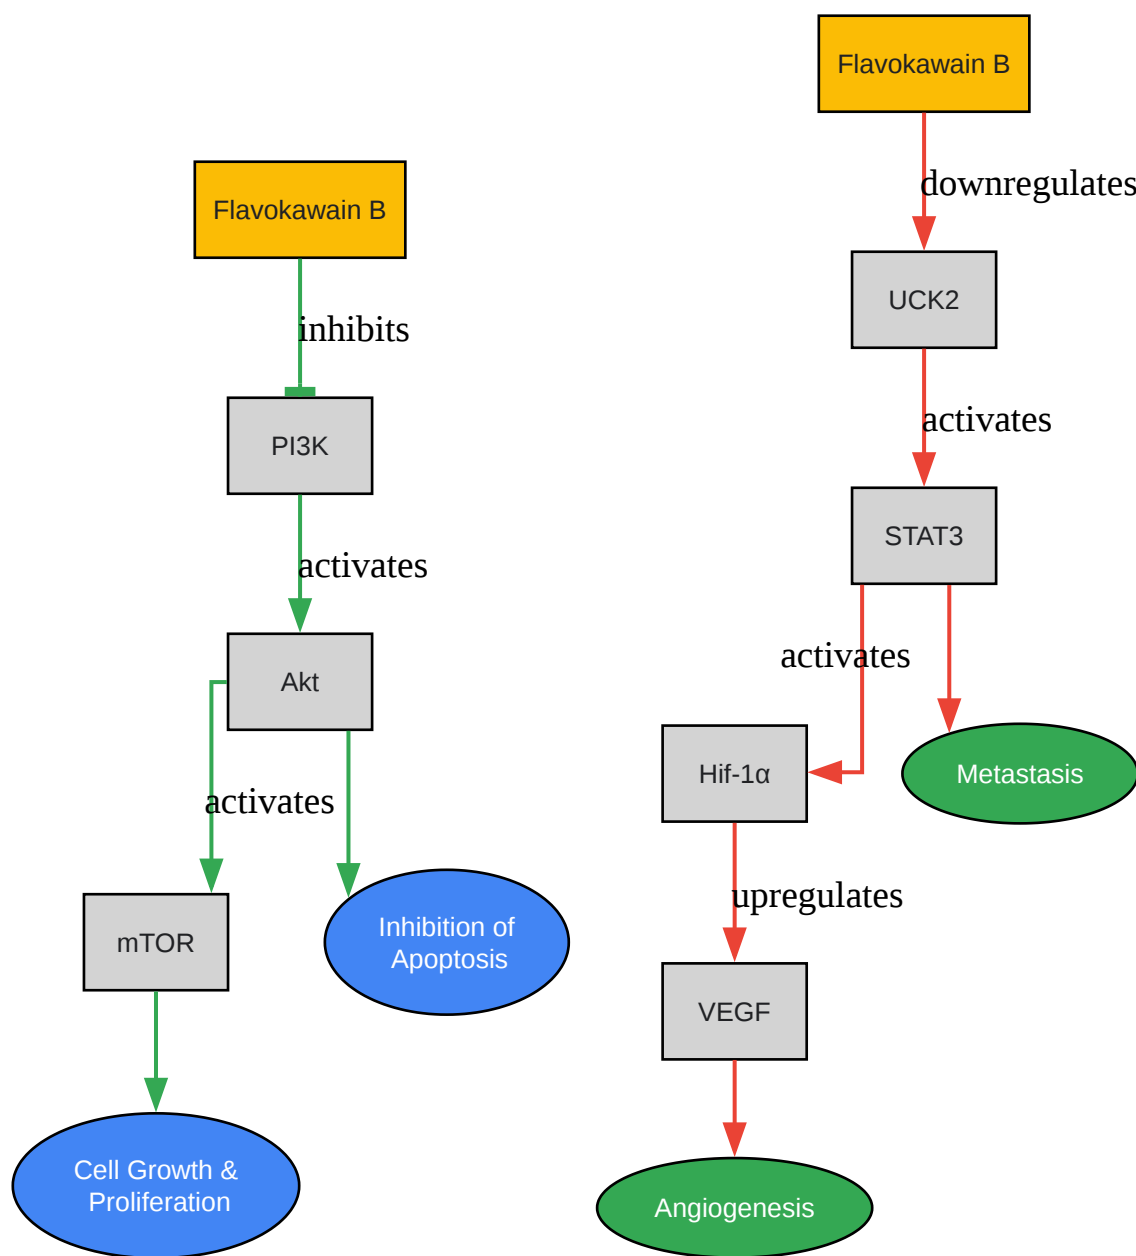 Flavokawain B
inhibits
PI3K
activates
Akt
activates
mTOR
Inhibition of
Apoptosis
Cell Growth &
Proliferation
Flavokawain B
downregulates
UCK2
activates
STAT3
activates
Hif-1α
Metastasis
upregulates
VEGF
Angiogenesis